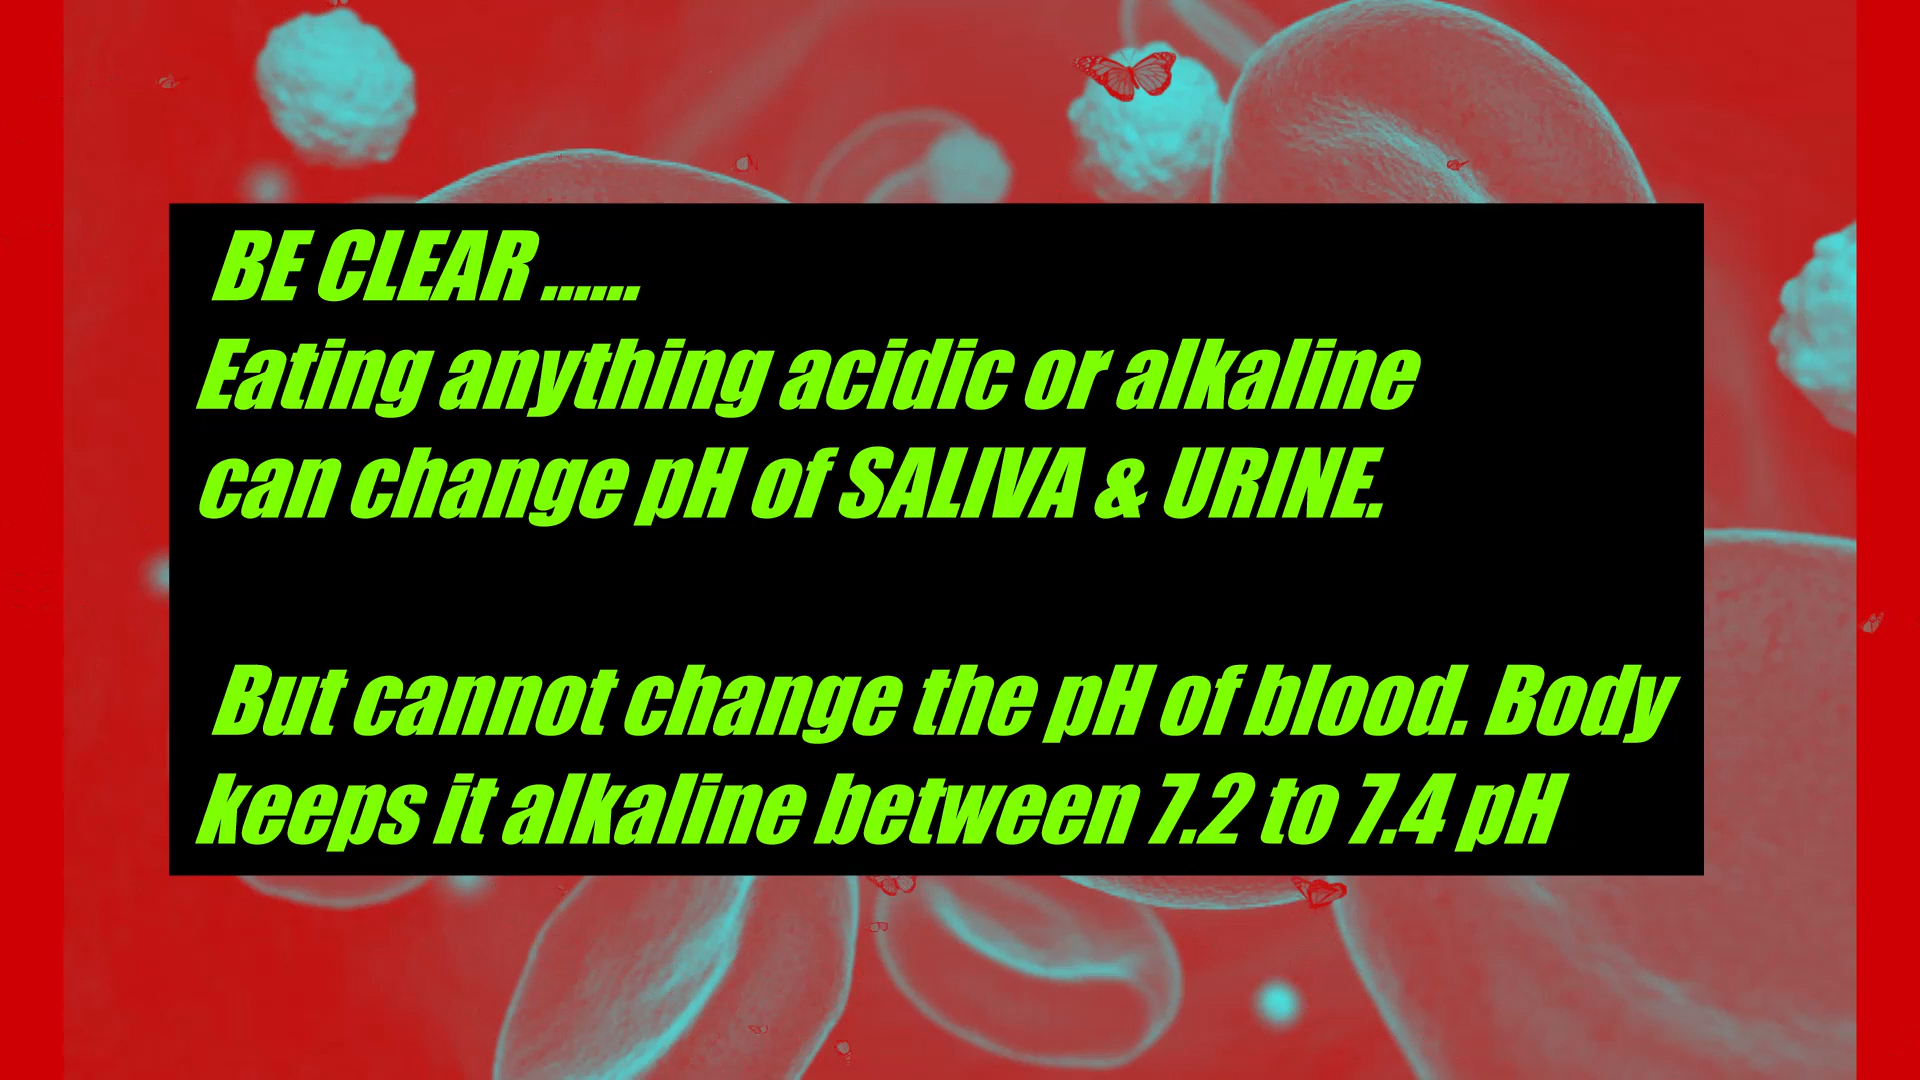 BE CLEAR ......
Eating anything acidic or alkaline
can change pH of SALIVA & URINE.
But cannot change the pH of blood. Body
keeps it alkaline between 7.2 to 7.4 pH